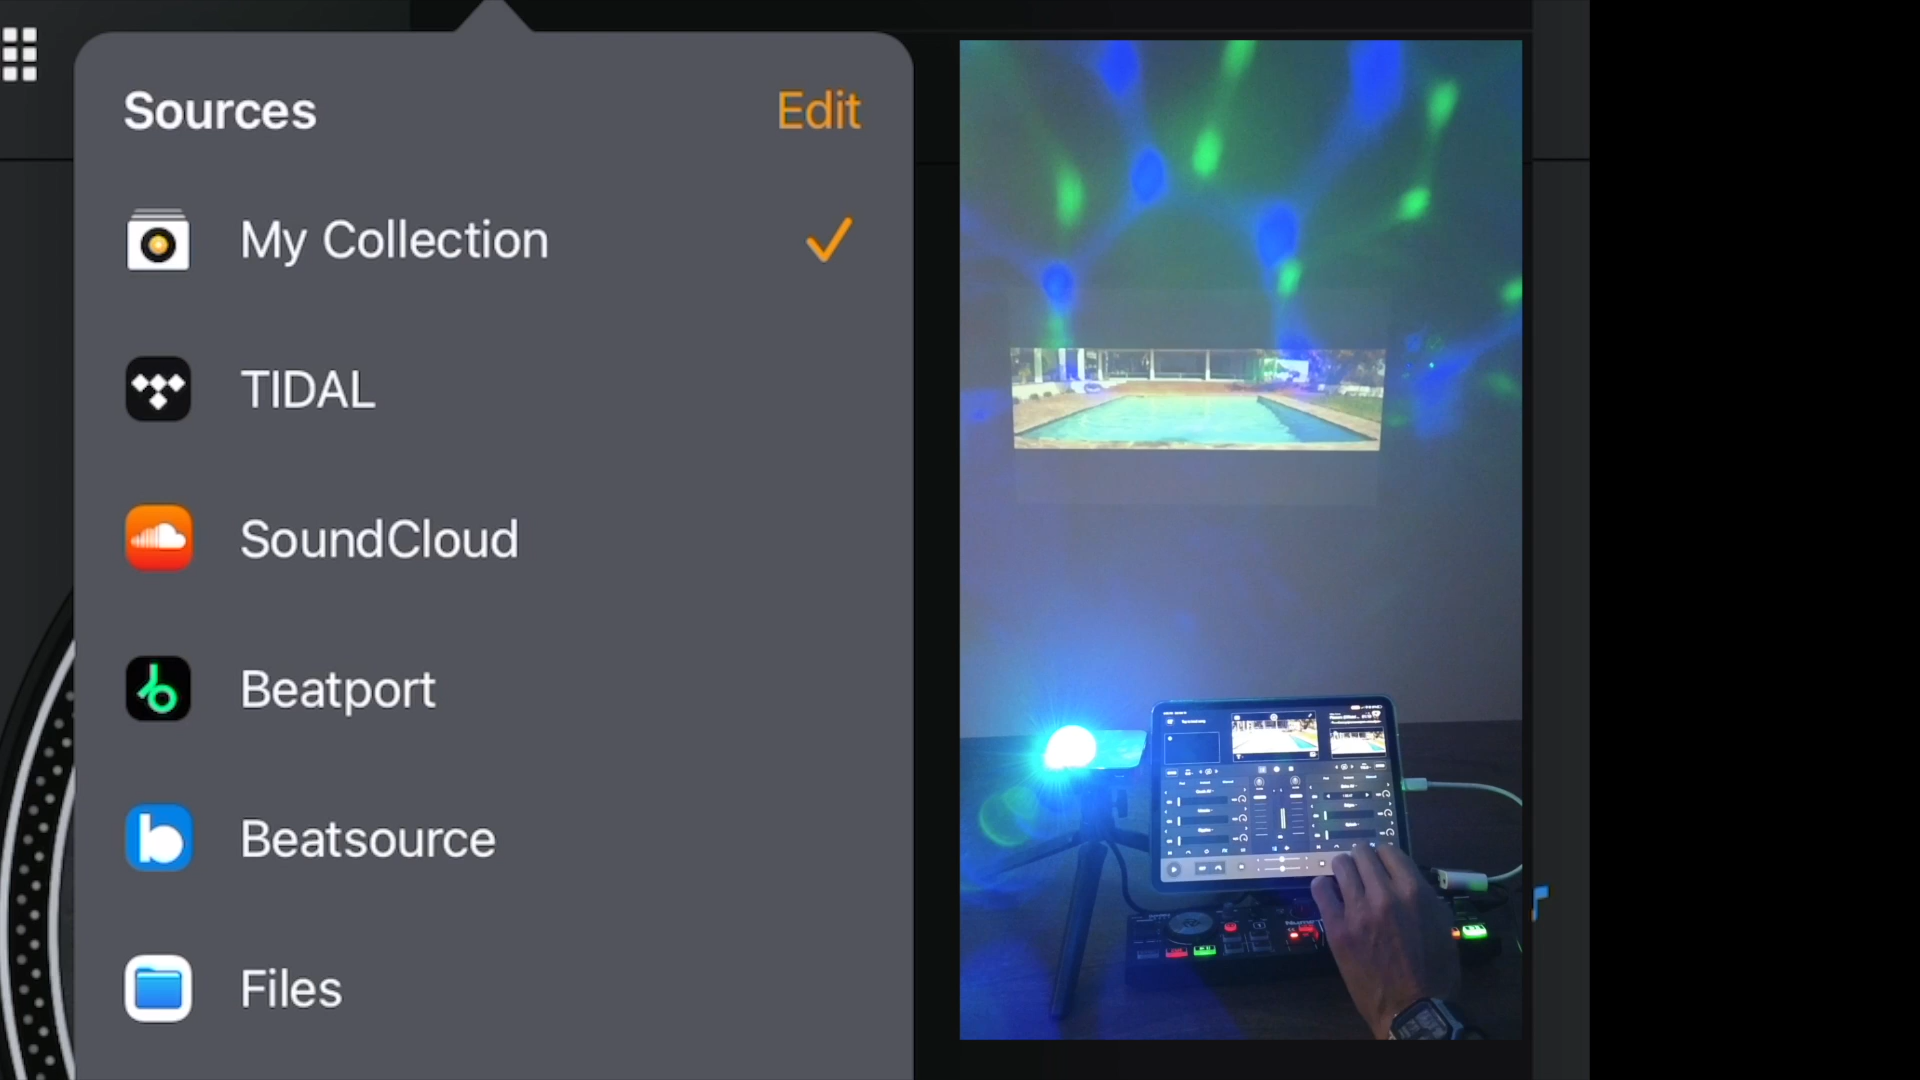 Sources
Edit
My Collection
TIDAL
SoundCloud
Beatport
Beatsource
Files